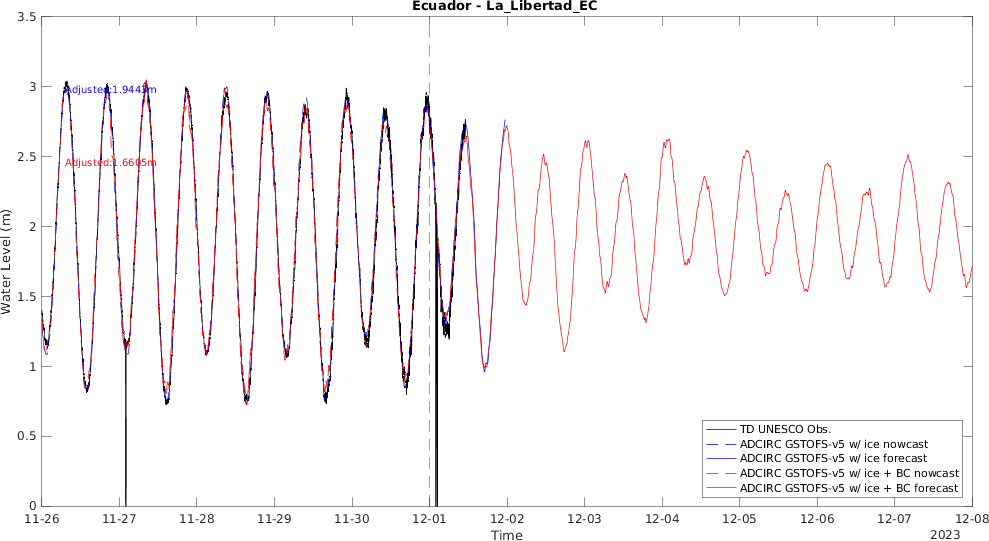 Ecuador - La_Libertad_EC
3.5
3
2.5
2
1.5
1
0.5
0
Water Level (m)
Adjusted:1.9443m
Adjusted:1.6605m
TD UNESCO Obs.
ADCIRC GSTOFS-v5 w/ ice nowcast
ADCIRC GSTOFS-v5 w/ ice forecast
ADCIRC GSTOFS-v5 w/ ice + BC nowcast
ADCIRC GSTOFS-v5 w/ ice + BC forecast
11-26 11-27 11-28 11-29 11-30 12-01 12-02 12-03 12-04 12-05 12-06 12-07 12-08
Time
2023